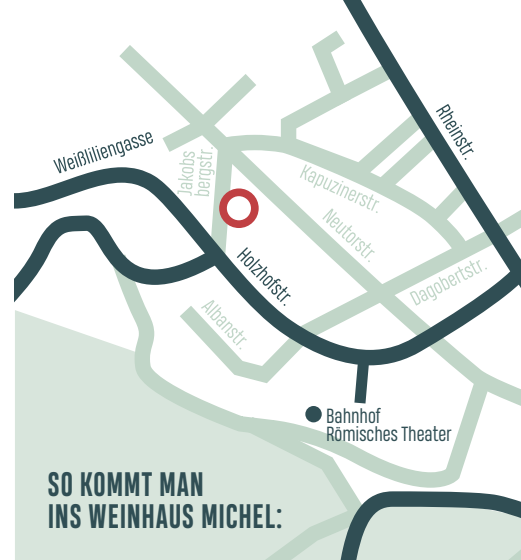 Rheinstr.
Weißliliengasse
Jakobs
bergstr.
Kapuzinerstr.
Neutorstr.
Holzhofstr.
Dagobertstr.
Albanstr.
Bahnhof
Römisches Theater
SO KOMMT MAN
INS WEINHAUS MICHEL: